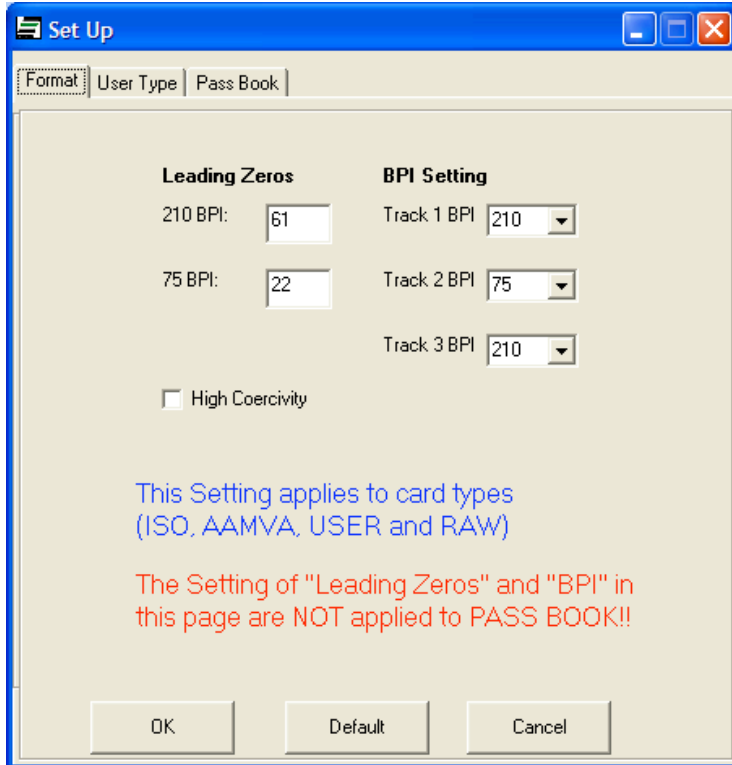 Set Up
Format User Type Pass Book
Leading Zeros BPI Setting
210 BPI: 61 Track 1 BPI 210
75 BPI: 22 Track 2 BPI 75
Track 3 BPI 210
High Coercivity
This Setting applies to card types
(ISO, AAMVA, USER and RAW)
The Setting of "Leading Zeros" and "BPI" in
this page are NOT applied to PASS BOOK!!
OK Default Cancel